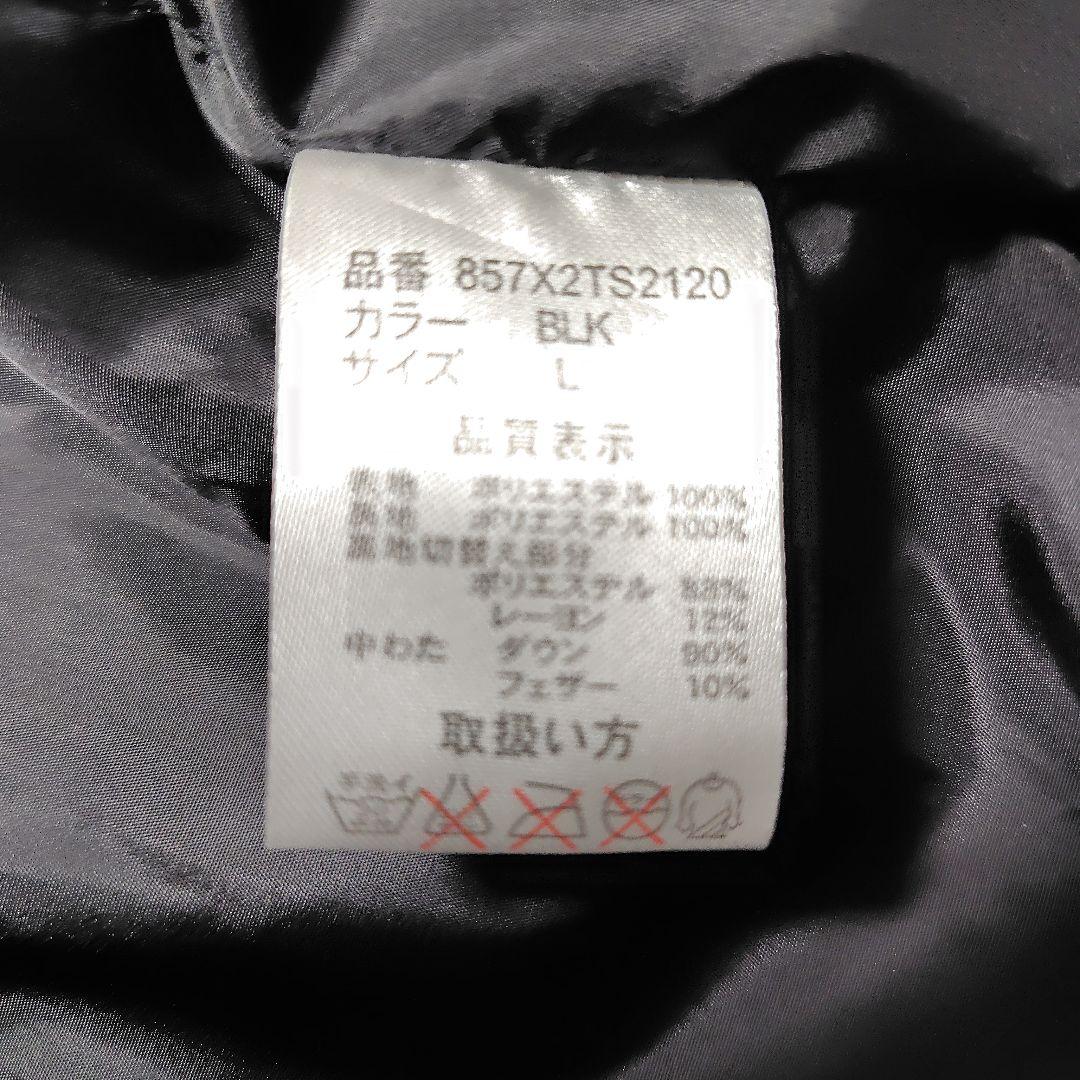 品番 857X2TS2120
カラー BLK
サイズ L
品質表示
表地 ポリエステル 100%
裏地 ポリエステル 100%
裏地切替え部分
ポリエステル 88%
レーヨン 12%
中わた ダウン 90%
フェザー 10%
取扱い方
手洗イ